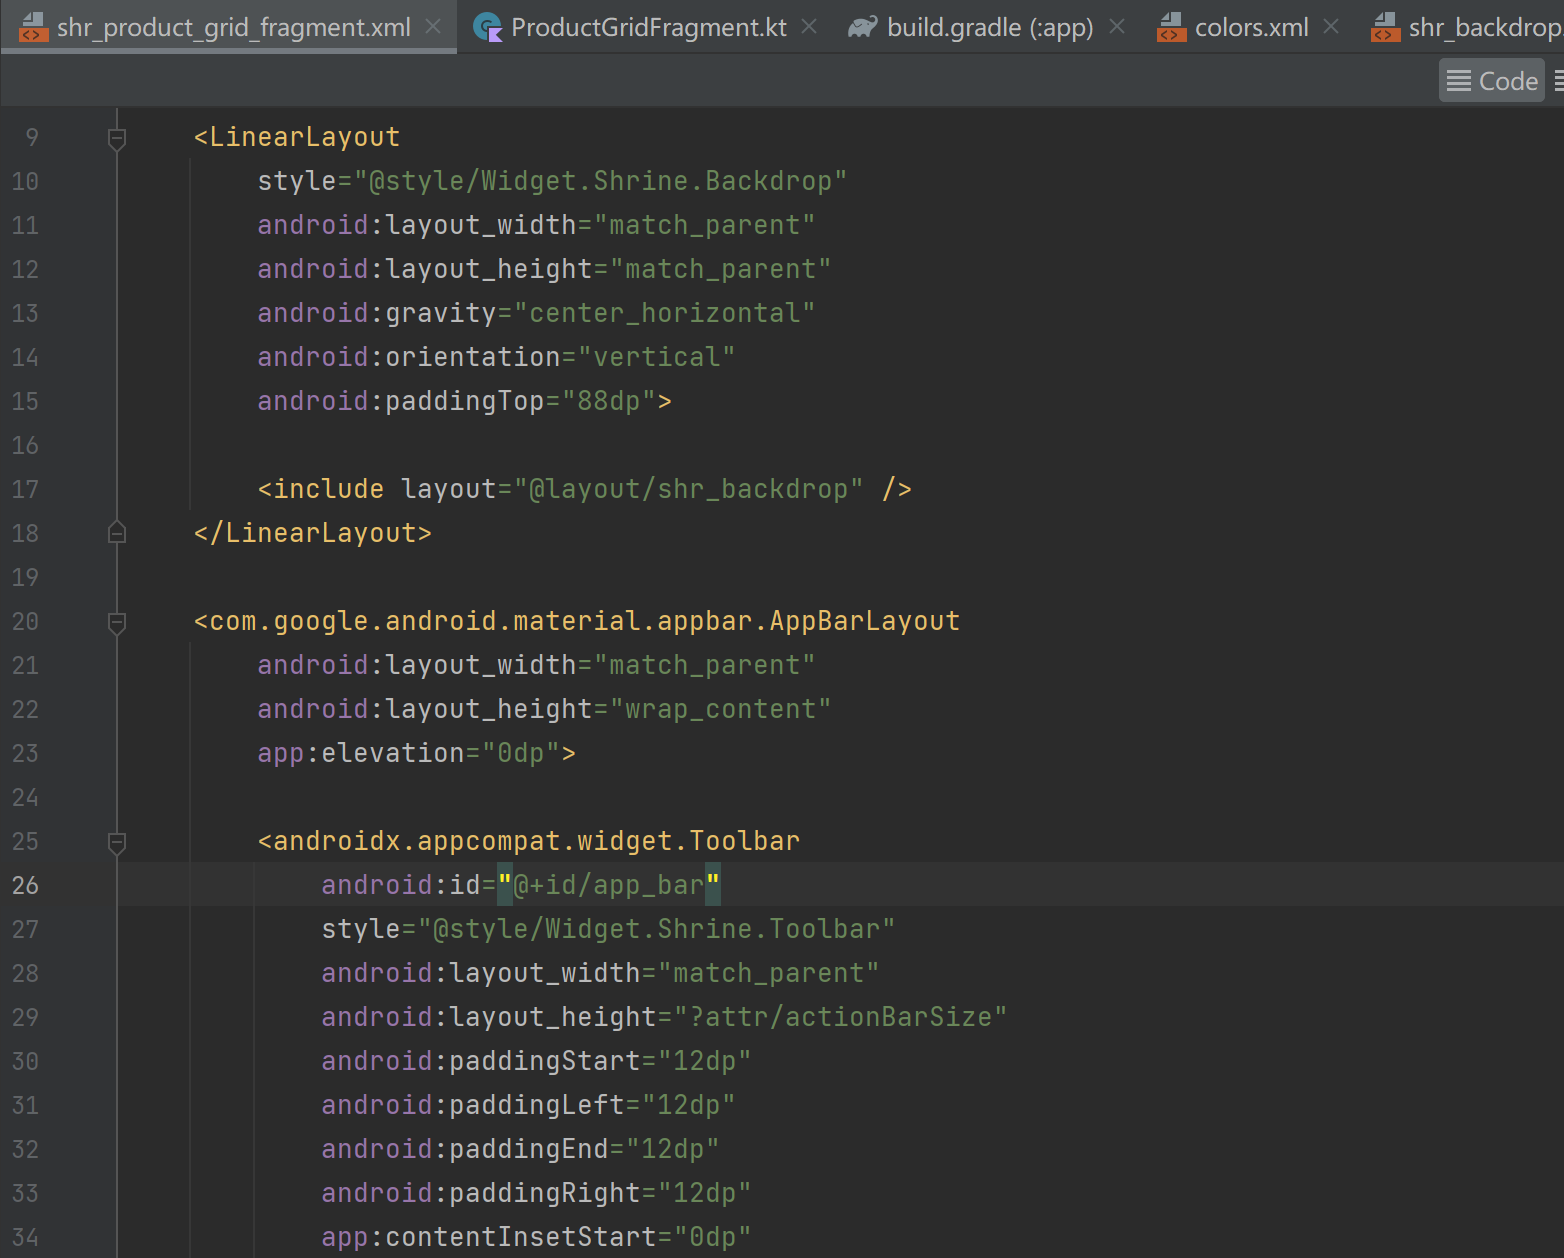 shr_product_grid_fragment.xml ProductGridFragment.kt build.gradle (:app) colors.xml shr_backdrop.
Code
9 <LinearLayout
10 style="@style/Widget.Shrine.Backdrop"
11 android:layout_width="match_parent"
12 android:layout_height="match_parent"
13 android:gravity="center_horizontal"
14 android:orientation="vertical"
15 android:paddingTop="88dp">
16
17 <include layout="@layout/shr_backdrop" />
18 </LinearLayout>
19
20 <com.google.android.material.appbar.AppBarLayout
21 android:layout_width="match_parent"
22 android:layout_height="wrap_content"
23 app:elevation="0dp">
24
25 <androidx.appcompat.widget.Toolbar
26 android:id="@+id/app_bar"
27 style="@style/Widget.Shrine.Toolbar"
28 android:layout_width="match_parent"
29 android:layout_height="?attr/actionBarSize"
30 android:paddingStart="12dp"
31 android:paddingLeft="12dp"
32 android:paddingEnd="12dp"
33 android:paddingRight="12dp"
34 app:contentInsetStart="0dp"